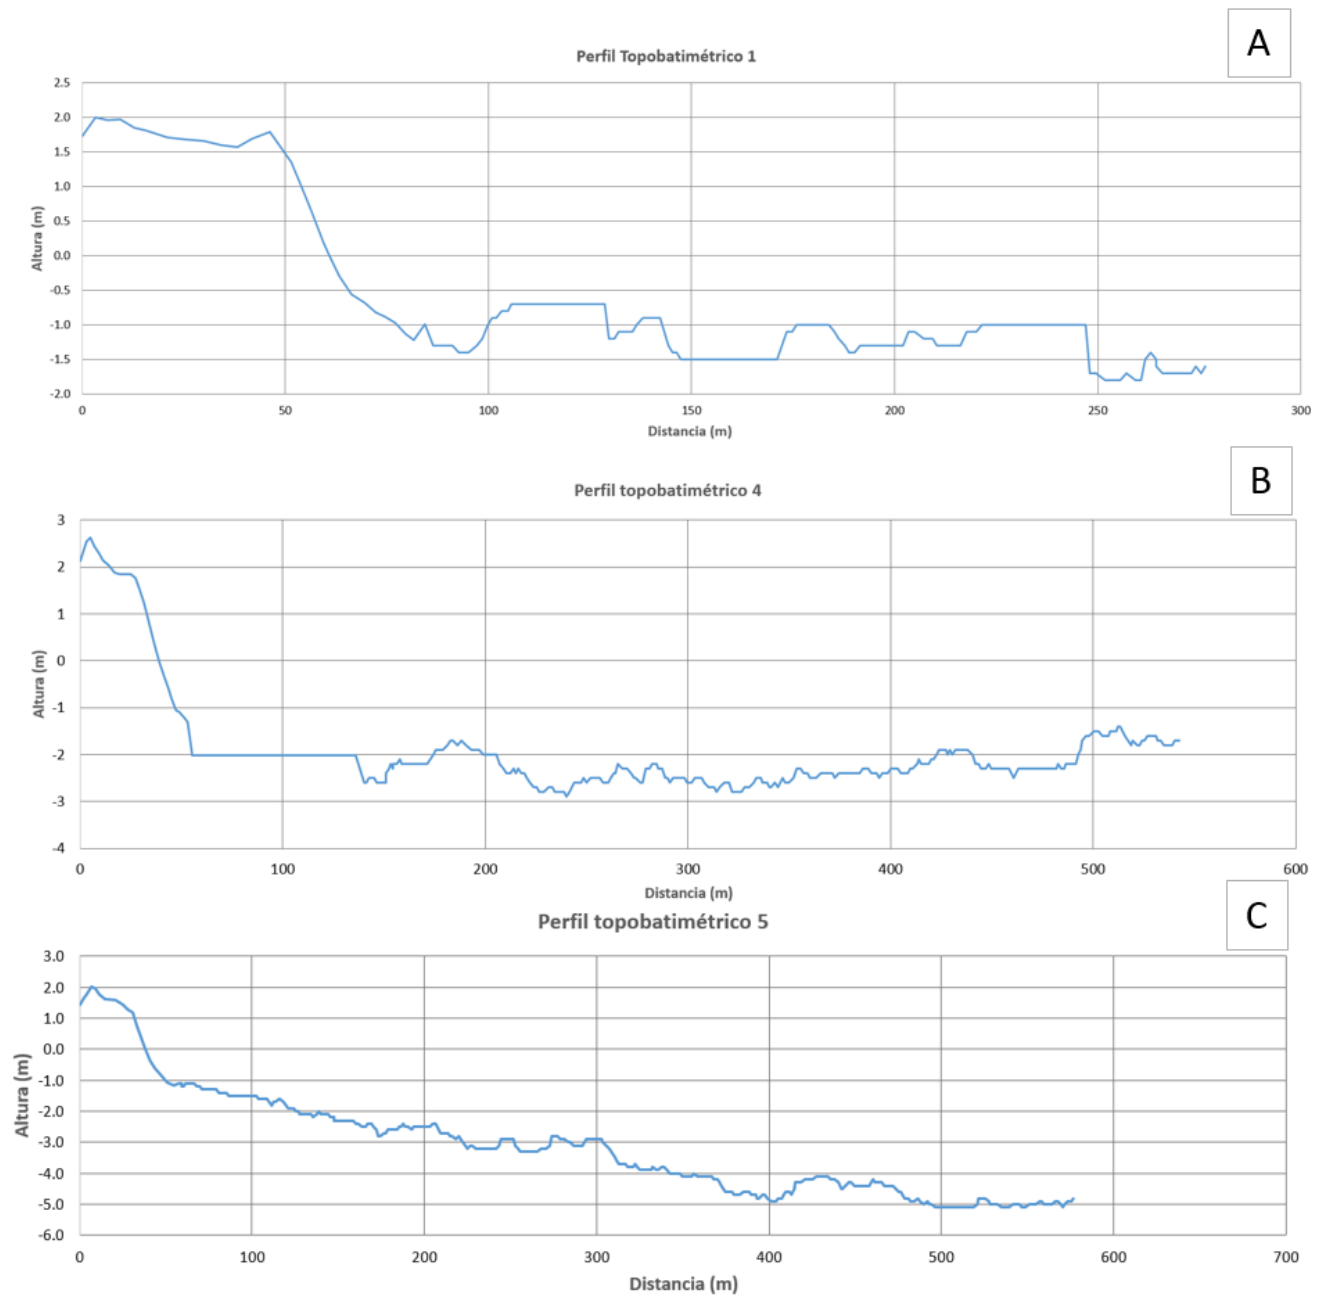 A
Perfil Topobatimétrico 1
2.5
2.0
1.5
1.0
0.5
0.0
-0.5
-1.0
-1.5
-2.0
Altura (m)
0 50 100 150 200 250 300
Distancia (m)
B
Perfil topobatimétrico 4
3
2
1
0
-1
-2
-3
-4
Altura (m)
0 100 200 300 400 500 600
Distancia (m)
C
Perfil topobatimétrico 5
3.0
2.0
1.0
0.0
-1.0
-2.0
-3.0
-4.0
-5.0
-6.0
Altura (m)
0 100 200 300 400 500 600 700
Distancia (m)